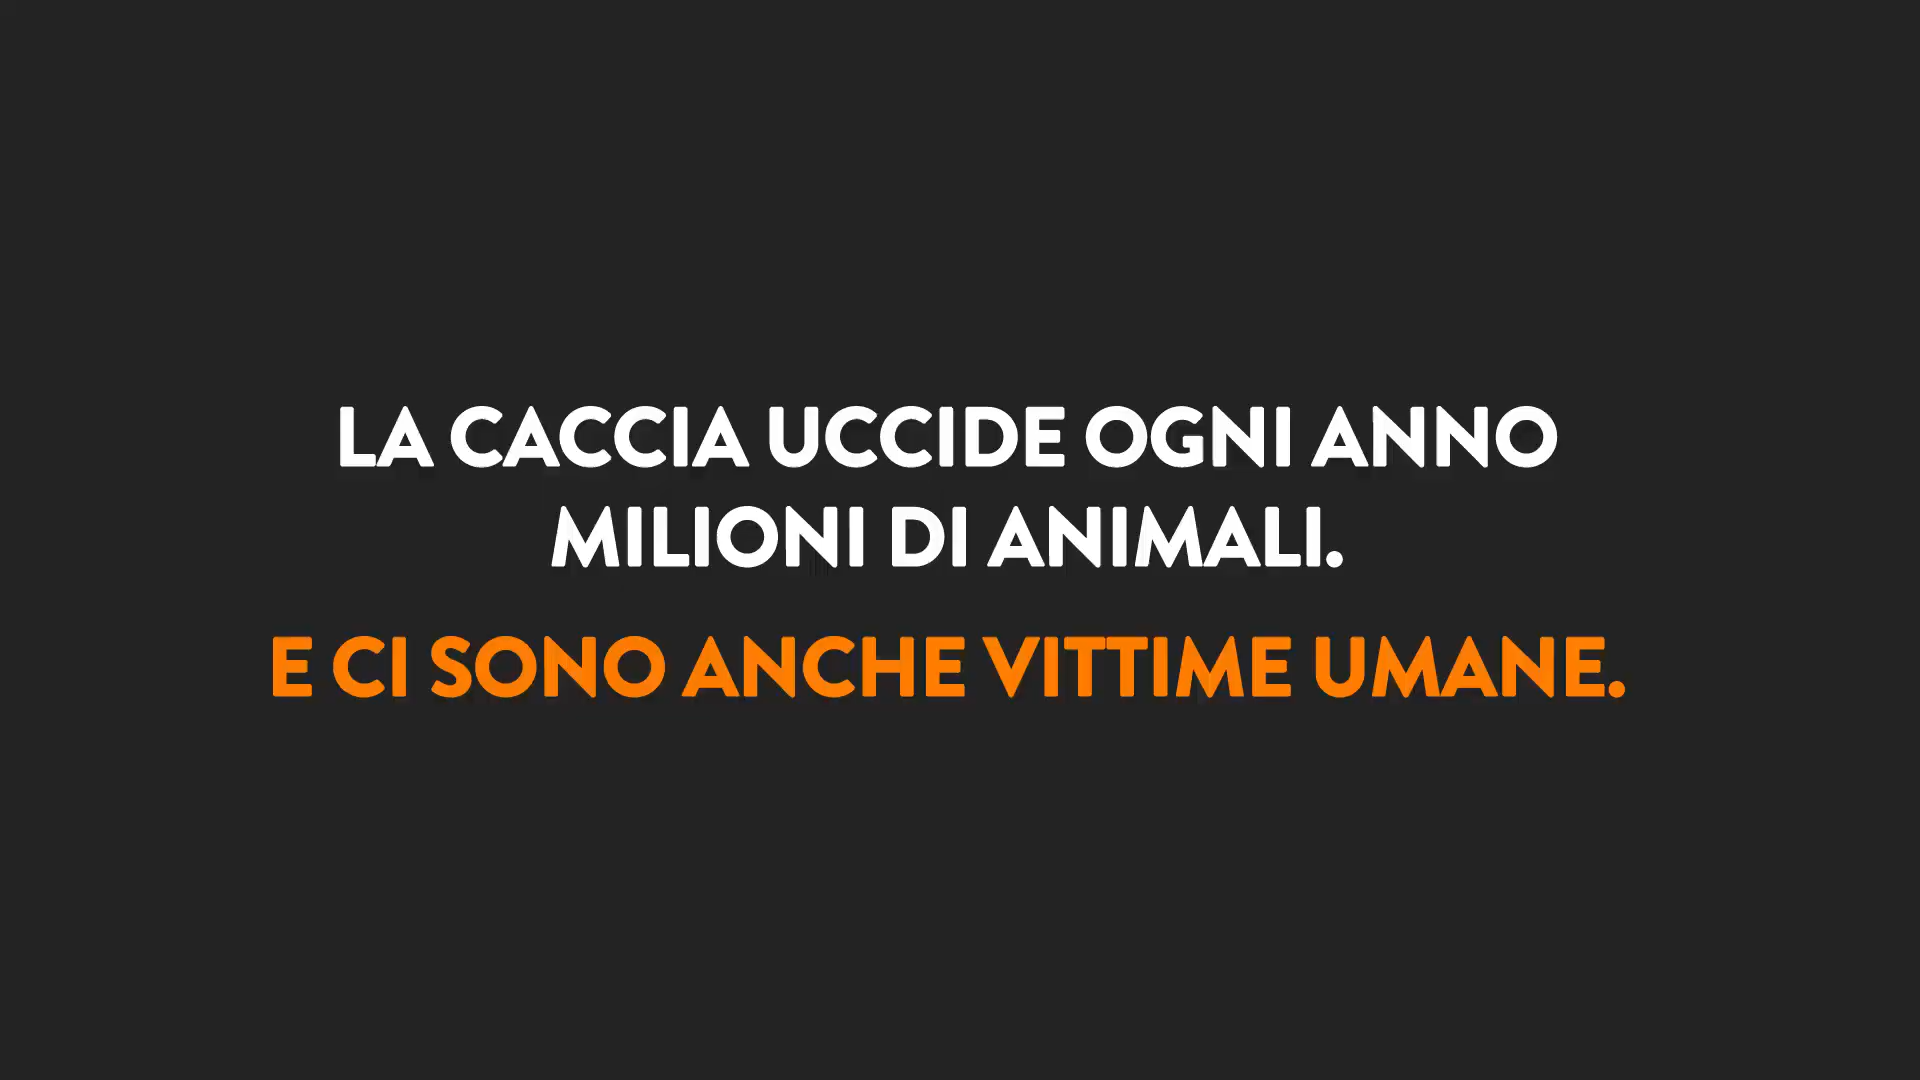 LA CACCIA UCCIDE OGNI ANNO
MILIONI DI ANIMALI.
E CI SONO ANCHE VITTIME UMANE.